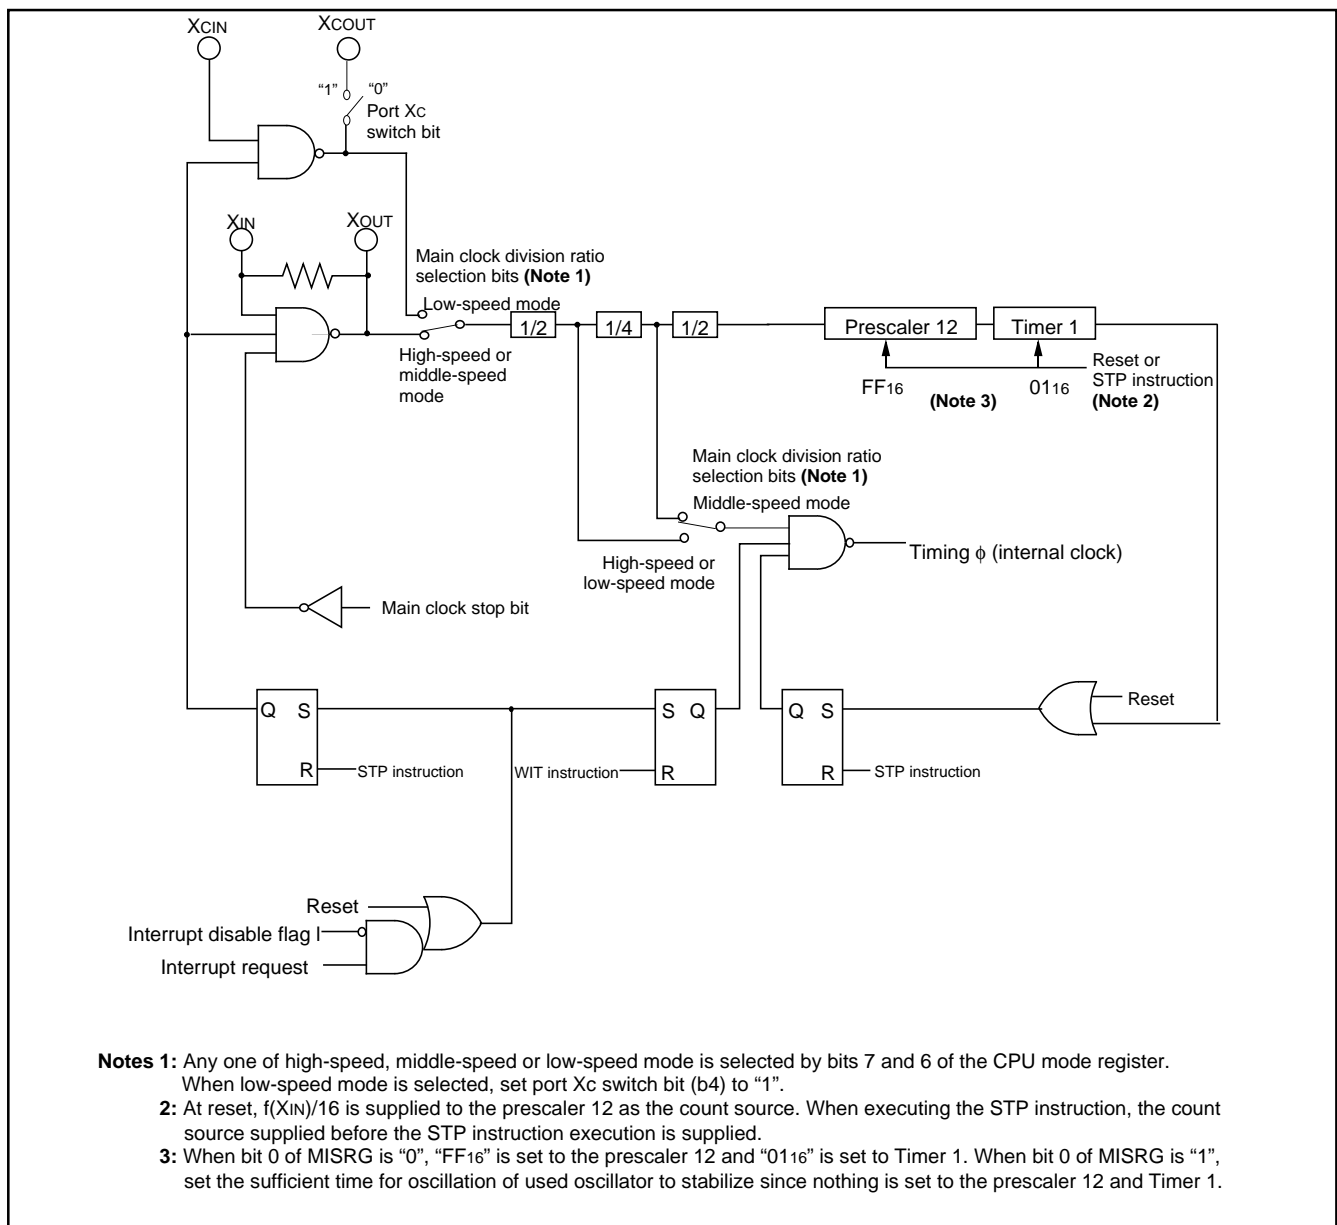 XCIN
XCOUT
“1” “0”
Port XC
switch bit
XIN
XOUT
Main clock division ratio
selection bits (Note 1)
Low-speed mode
1/2
1/4
1/2
Prescaler 12
Timer 1
High-speed or
middle-speed
mode
FF16
(Note 3)
0116
Reset or
STP instruction
(Note 2)
Main clock division ratio
selection bits (Note 1)
Middle-speed mode
High-speed or
low-speed mode
Timing ϕ (internal clock)
Main clock stop bit
Q S
R
STP instruction
S Q
R
WIT instruction
Q S
R
STP instruction
Reset
Reset
Interrupt disable flag I
Interrupt request
Notes 1: Any one of high-speed, middle-speed or low-speed mode is selected by bits 7 and 6 of the CPU mode register.
When low-speed mode is selected, set port Xc switch bit (b4) to “1”.
2: At reset, f(XIN)/16 is supplied to the prescaler 12 as the count source. When executing the STP instruction, the count
source supplied before the STP instruction execution is supplied.
3: When bit 0 of MISRG is “0”, “FF16” is set to the prescaler 12 and “0116” is set to Timer 1. When bit 0 of MISRG is “1”,
set the sufficient time for oscillation of used oscillator to stabilize since nothing is set to the prescaler 12 and Timer 1.